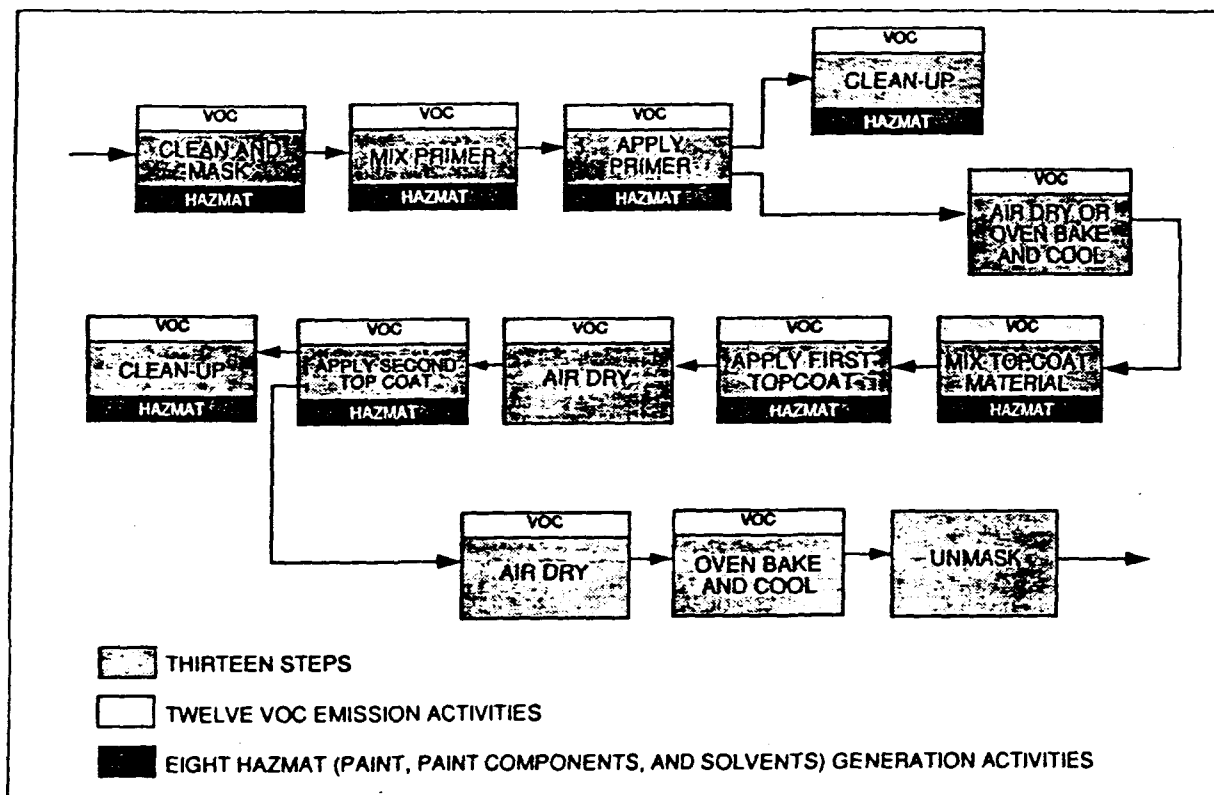 VOC
CLEAN-UP
HAZMAT
VOC
CLEAN AND
MASK
HAZMAT
VOC
MIX PRIMER
HAZMAT
VOC
APPLY
PRIMER
HAZMAT
VOC
AIR DRY OR
OVEN BAKE
AND COOL
VOC
CLEAN-UP
HAZMAT
VOC
APPLY SECOND
TOP COAT
HAZMAT
VOC
AIR DRY
VOC
APPLY FIRST
TOPCOAT
HAZMAT
VOC
MIX TOPCOAT
MATERIAL
HAZMAT
VOC
AIR DRY
VOC
OVEN BAKE
AND COOL
UNMASK
THIRTEEN STEPS
TWELVE VOC EMISSION ACTIVITIES
EIGHT HAZMAT (PAINT, PAINT COMPONENTS, AND SOLVENTS) GENERATION ACTIVITIES